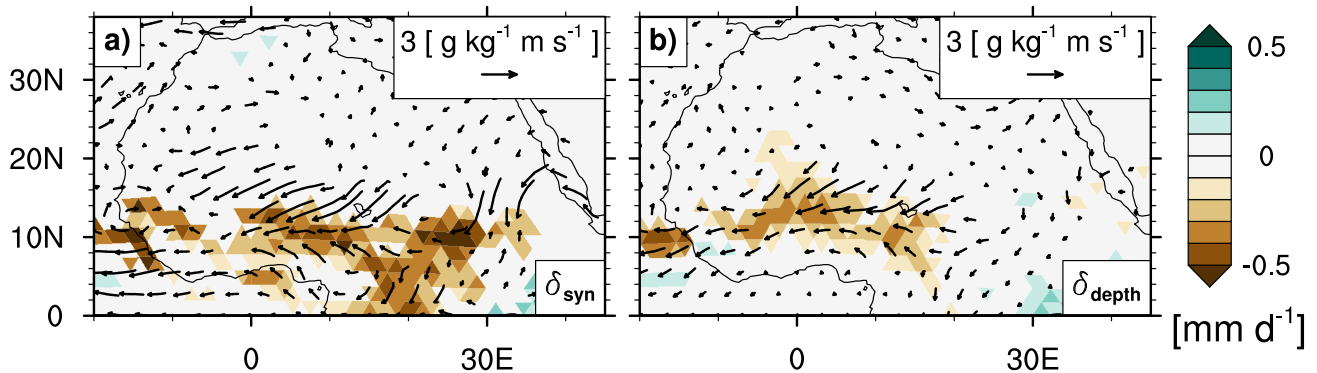 a) 3 [ g kg⁻¹ m s⁻¹ ]
b) 3 [ g kg⁻¹ m s⁻¹ ]
30N
20N
10N
0
δsyn
δdepth
0 30E
0 30E
0.5
0
-0.5
[mm d⁻¹]